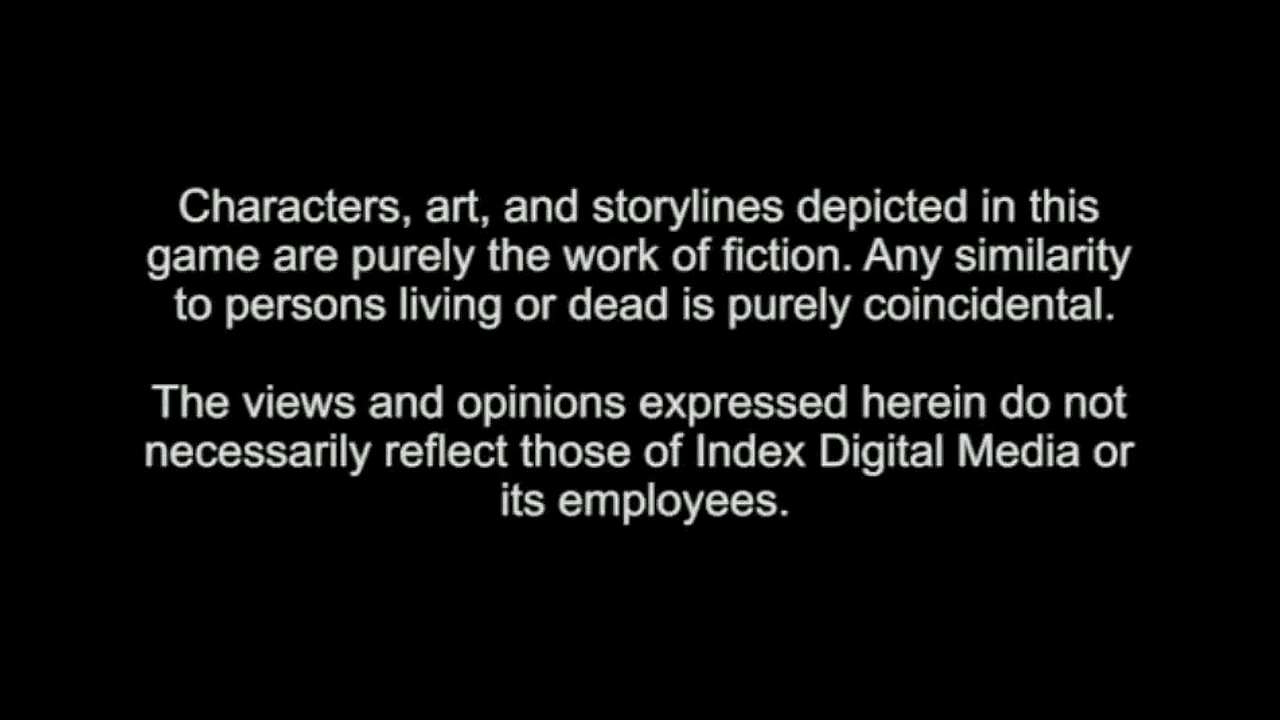 Characters, art, and storylines depicted in this
game are purely the work of fiction. Any similarity
to persons living or dead is purely coincidental.
The views and opinions expressed herein do not
necessarily reflect those of Index Digital Media or
its employees.